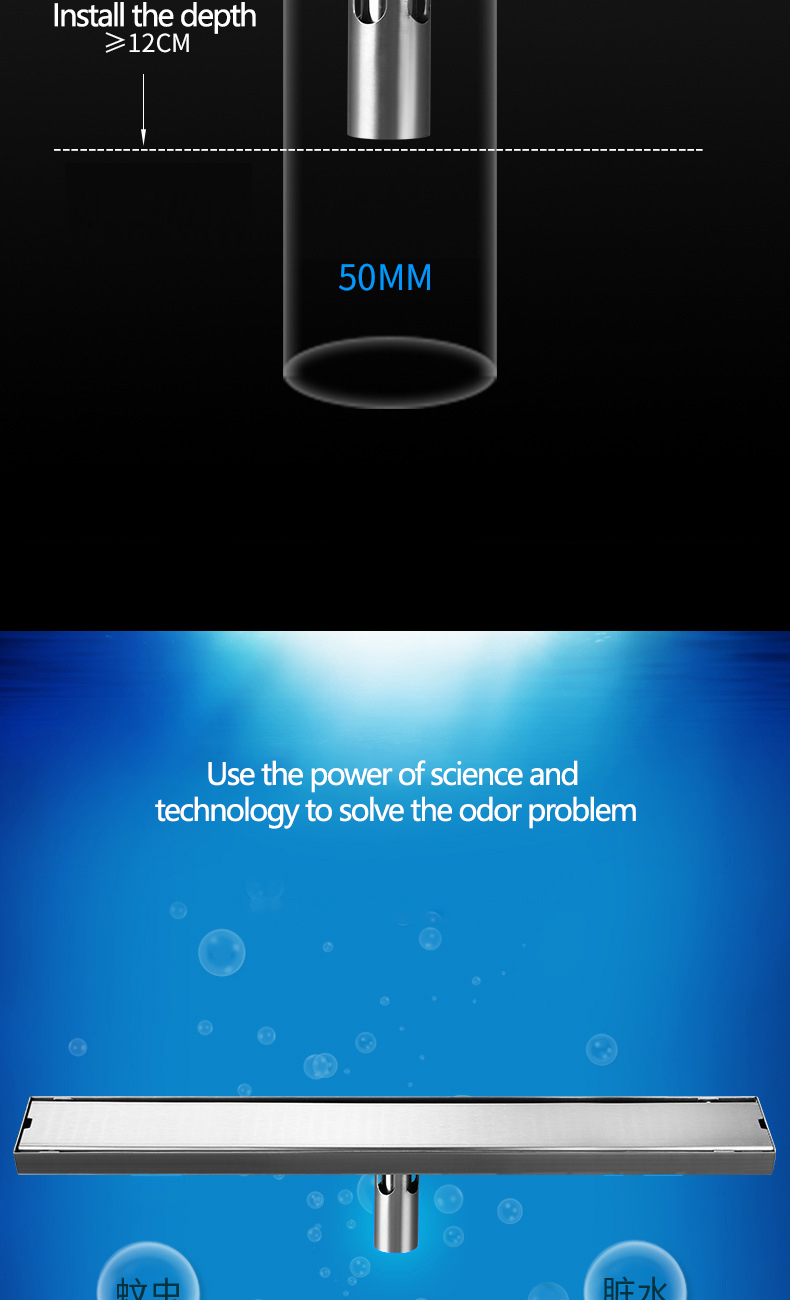 Install the depth
≥12CM
50MM
Use the power of science and
technology to solve the odor problem
蚊虫
脏水